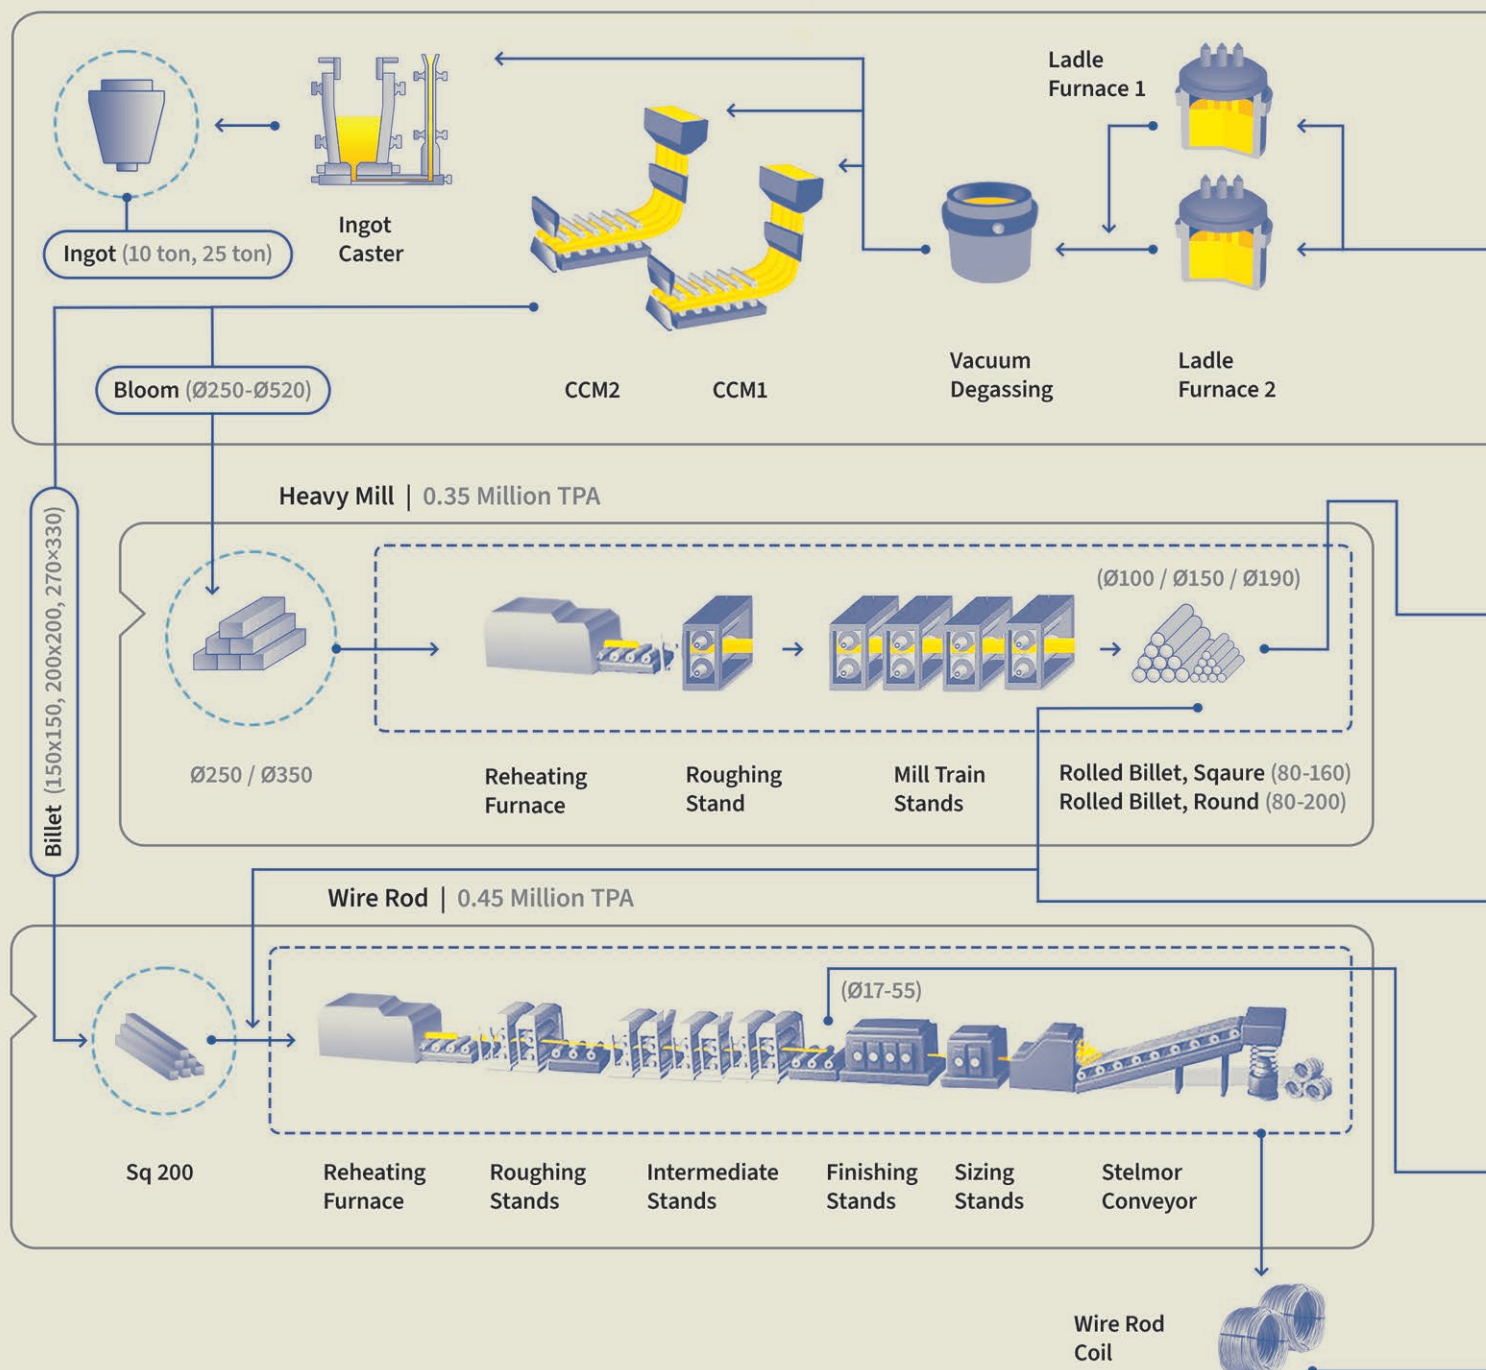 Ladle
Furnace 1
Ingot
Caster
Ingot (10 ton, 25 ton)
Bloom (Ø250-Ø520)
CCM2
CCM1
Vacuum
Degassing
Ladle
Furnace 2
Billet (150x150, 200x200, 270×330)
Heavy Mill | 0.35 Million TPA
(Ø100 / Ø150 / Ø190)
Ø250 / Ø350
Reheating
Furnace
Roughing
Stand
Mill Train
Stands
Rolled Billet, Sqaure (80-160)
Rolled Billet, Round (80-200)
Wire Rod | 0.45 Million TPA
(Ø17-55)
Sq 200
Reheating
Furnace
Roughing
Stands
Intermediate
Stands
Finishing
Stands
Sizing
Stands
Stelmor
Conveyor
Wire Rod
Coil